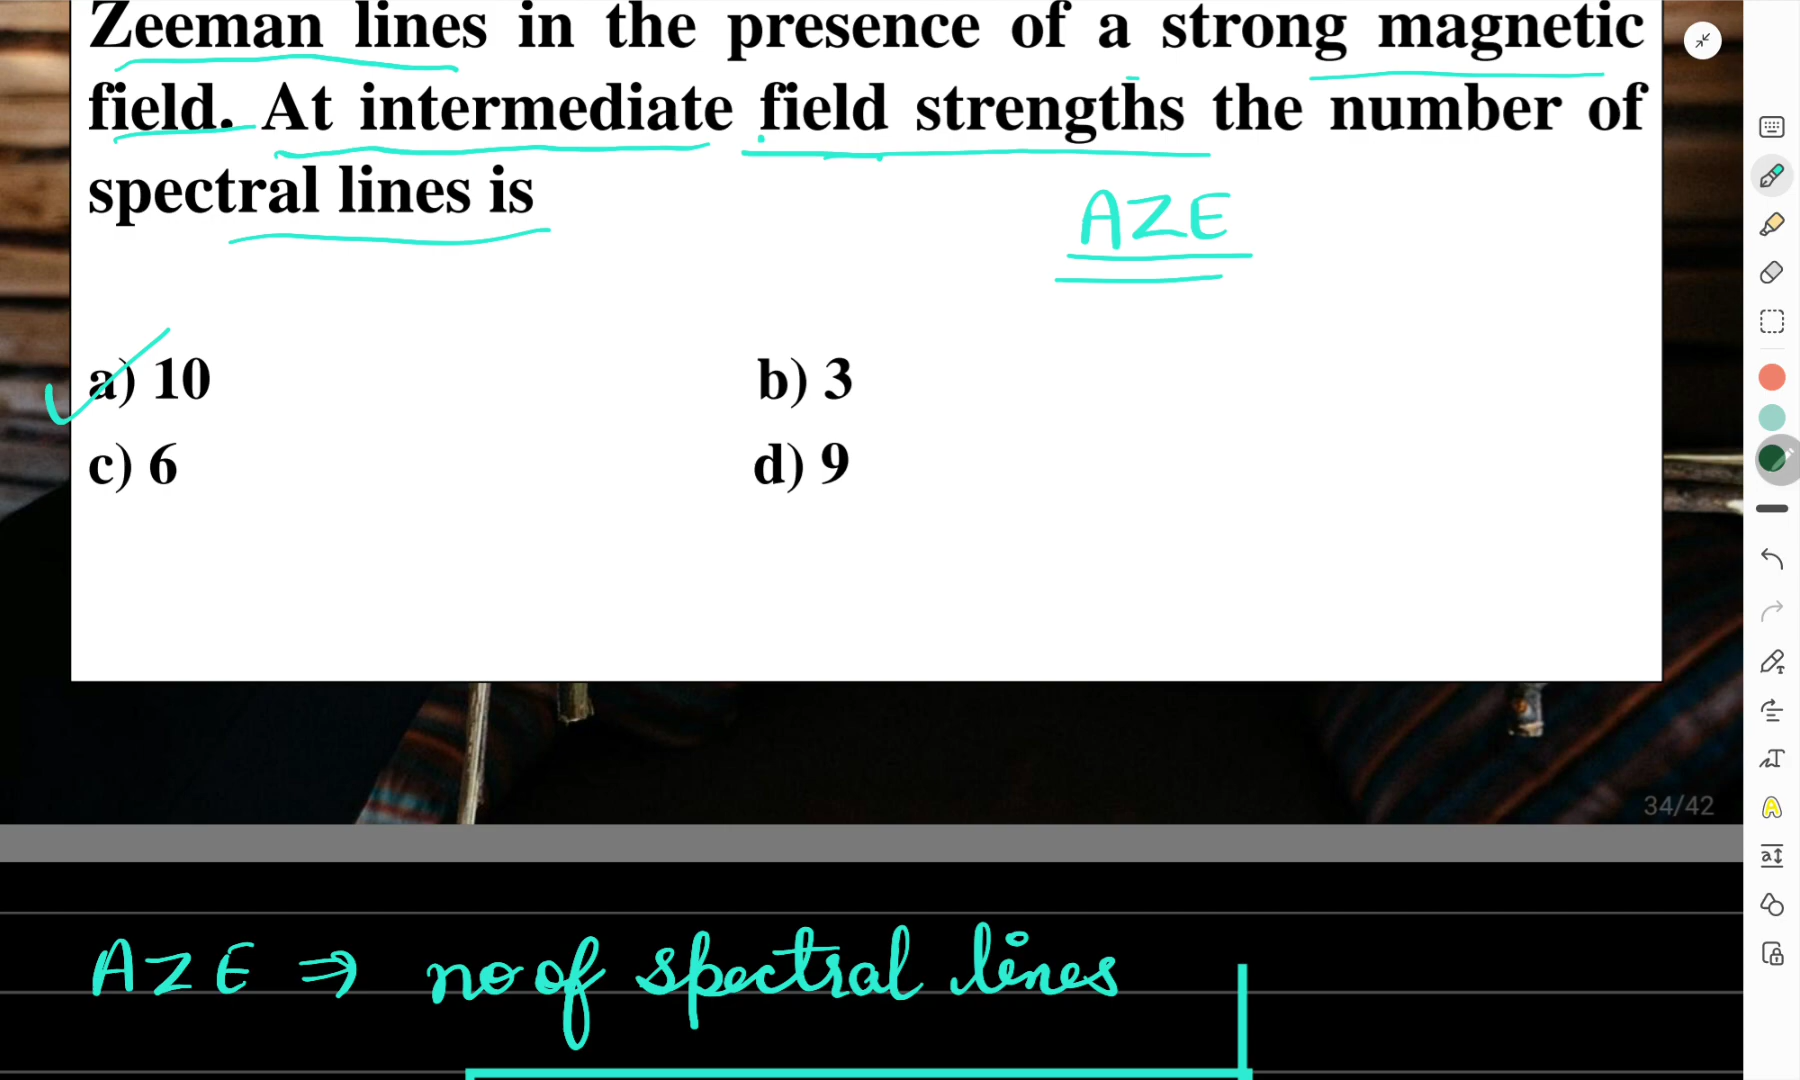 Zeeman lines in the presence of a strong magnetic
field. At intermediate field strengths the number of
spectral lines is
AZE
a) 10
b) 3
c) 6
d) 9
34/42
AZE ⇒ no of spectral lines